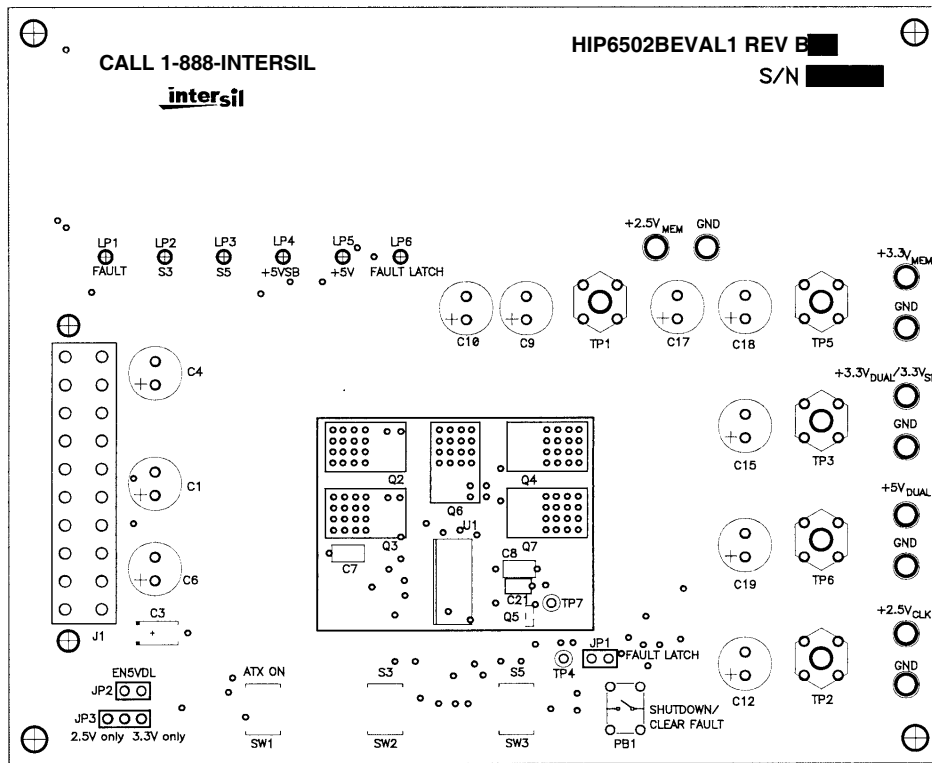 CALL 1-888-INTERSIL
intersil
HIP6502BEVAL1 REV B
S/N
LP1 LP2 LP3 LP4 LP5 LP6
FAULT S3 S5 +5VSB +5V FAULT LATCH
+2.5VMEM GND
+3.3VMEM
GND
C10 C9 TP1 C17 C18 TP5
C4
+3.3VDUAL/3.3VS
GND
C15 TP3
Q2 Q6 Q4
C1
+5VDUAL
GND
U1
Q3 Q7
C7 C8
C21
Q5 TP7
C6
C19 TP6
C3
J1
+2.5VCLK
GND
JP1
FAULT LATCH
TP4
C12 TP2
EN5VDL
JP2
JP3
2.5V only 3.3V only
ATX ON S3 S5
SW1 SW2 SW3
SHUTDOWN/
CLEAR FAULT
PB1